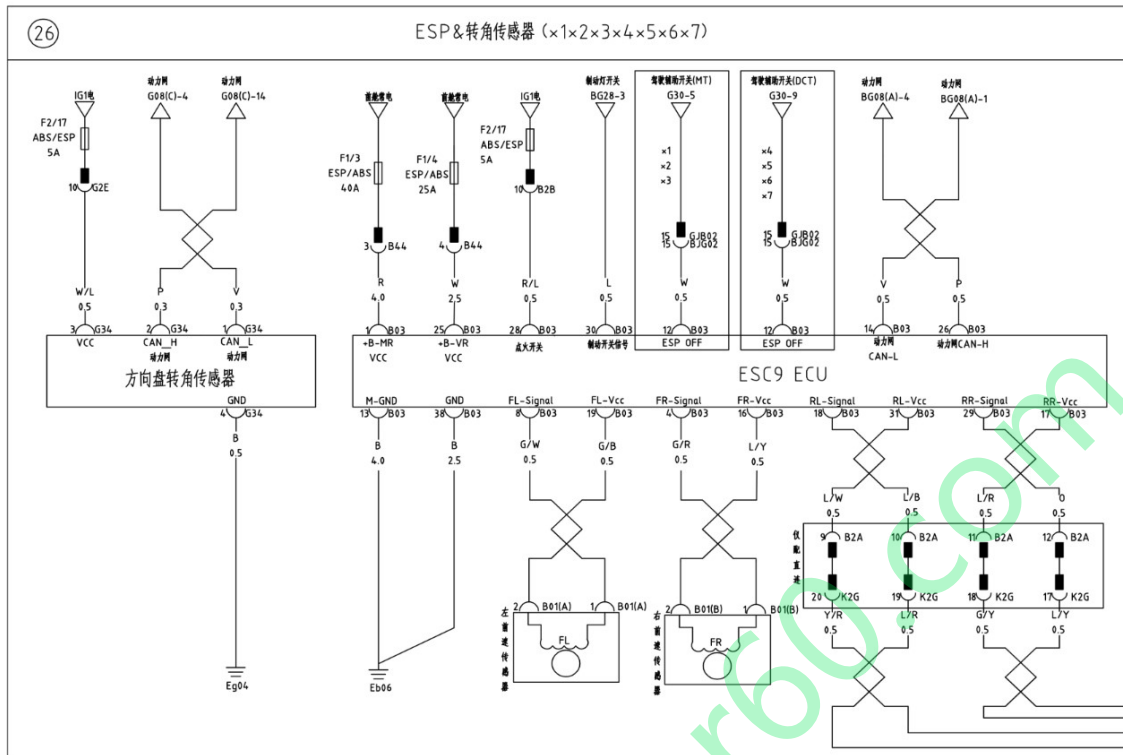 26
ESP&转角传感器(×1×2×3×4×5×6×7)
IG1电
动力网
G08(C)-4
动力网
G08(C)-14
前舱常电
前舱常电
IG1电
制动灯开关
BG28-3
驾驶辅助开关(MT)
G30-5
驾驶辅助开关(DCT)
G30-9
动力网
BG08(A)-4
动力网
BG08(A)-1
F2/17
ABS/ESP
5A
F1/3
ESP/ABS
40A
F1/4
ESP/ABS
25A
F2/17
ABS/ESP
5A
×1
×2
×3
×4
×5
×6
×7
10 G2E
3 B44
4 B44
10 B2B
15 GJB02
15 BJG02
15 GJB02
15 BJG02
W/L
0.5
P
0.3
V
0.3
R
4.0
W
2.5
R/L
0.5
L
0.5
W
0.5
W
0.5
V
0.5
P
0.5
3 G34
2 G34
1 G34
1 B03
25 B03
28 B03
30 B03
12 B03
12 B03
14 B03
26 B03
VCC
CAN_H
动力网
CAN_L
动力网
+B-MR
VCC
+B-VR
VCC
点火开关
制动开关信号
ESP OFF
ESP OFF
动力网
CAN-L
动力网CAN-H
方向盘转角传感器
ESC9 ECU
GND
M-GND
GND
FL-Signal
FL-Vcc
FR-Signal
FR-Vcc
RL-Signal
RL-Vcc
RR-Signal
RR-Vcc
4 G34
13 B03
38 B03
8 B03
19 B03
4 B03
16 B03
18 B03
31 B03
29 B03
17 B03
B
0.5
B
4.0
B
2.5
G/W
0.5
G/B
0.5
G/R
0.5
L/Y
0.5
L/W
0.5
L/B
0.5
L/R
0.5
O
0.5
仪配直连
9 B2A
10 B2A
11 B2A
12 B2A
20 K2G
19 K2G
18 K2G
17 K2G
Y/R
0.5
L/R
0.5
G/Y
0.5
L/Y
0.5
2 B01(A)
1 B01(A)
2 B01(B)
1 B01(B)
左前速传感器
FL
右前速传感器
FR
Eg04
Eb06
r60.com